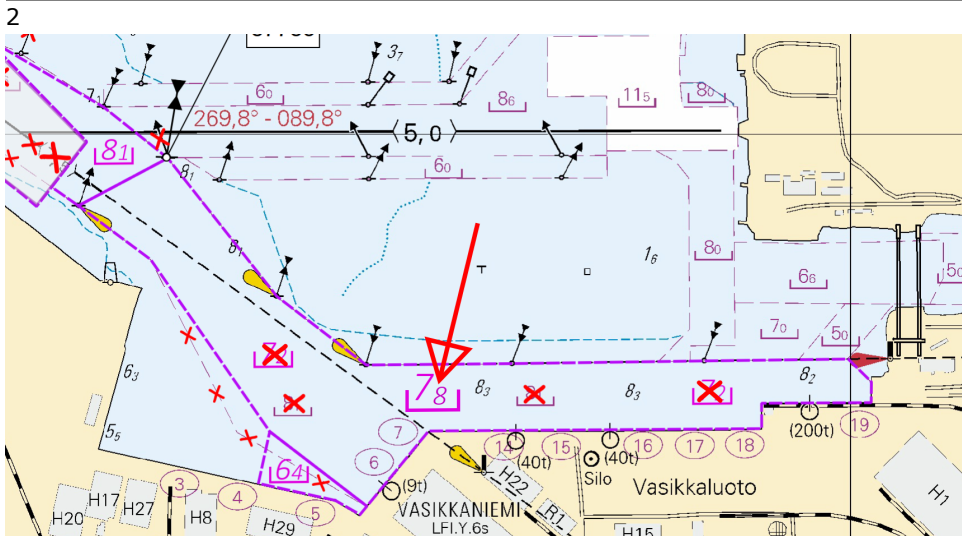 2
3₇
7₁
6₀
8₆
11₅
8₀
269,8° - 089,8°
5,0
8₁
8₁
6₀
8₁
1₆
8₀
6₆
5₀
7₀
5₀
6₃
7₈
8₃
8₃
8₂
5₅
7
14
15
16
17
18
19
(200t)
(40t)
(40t)
6
6₄
Silo
Vasikkaluoto
3
4
5
(9t)
H22
R1
H1
H17
H27
H20
H8
H29
VASIKKANIEMI
LFl.Y.6s
H15